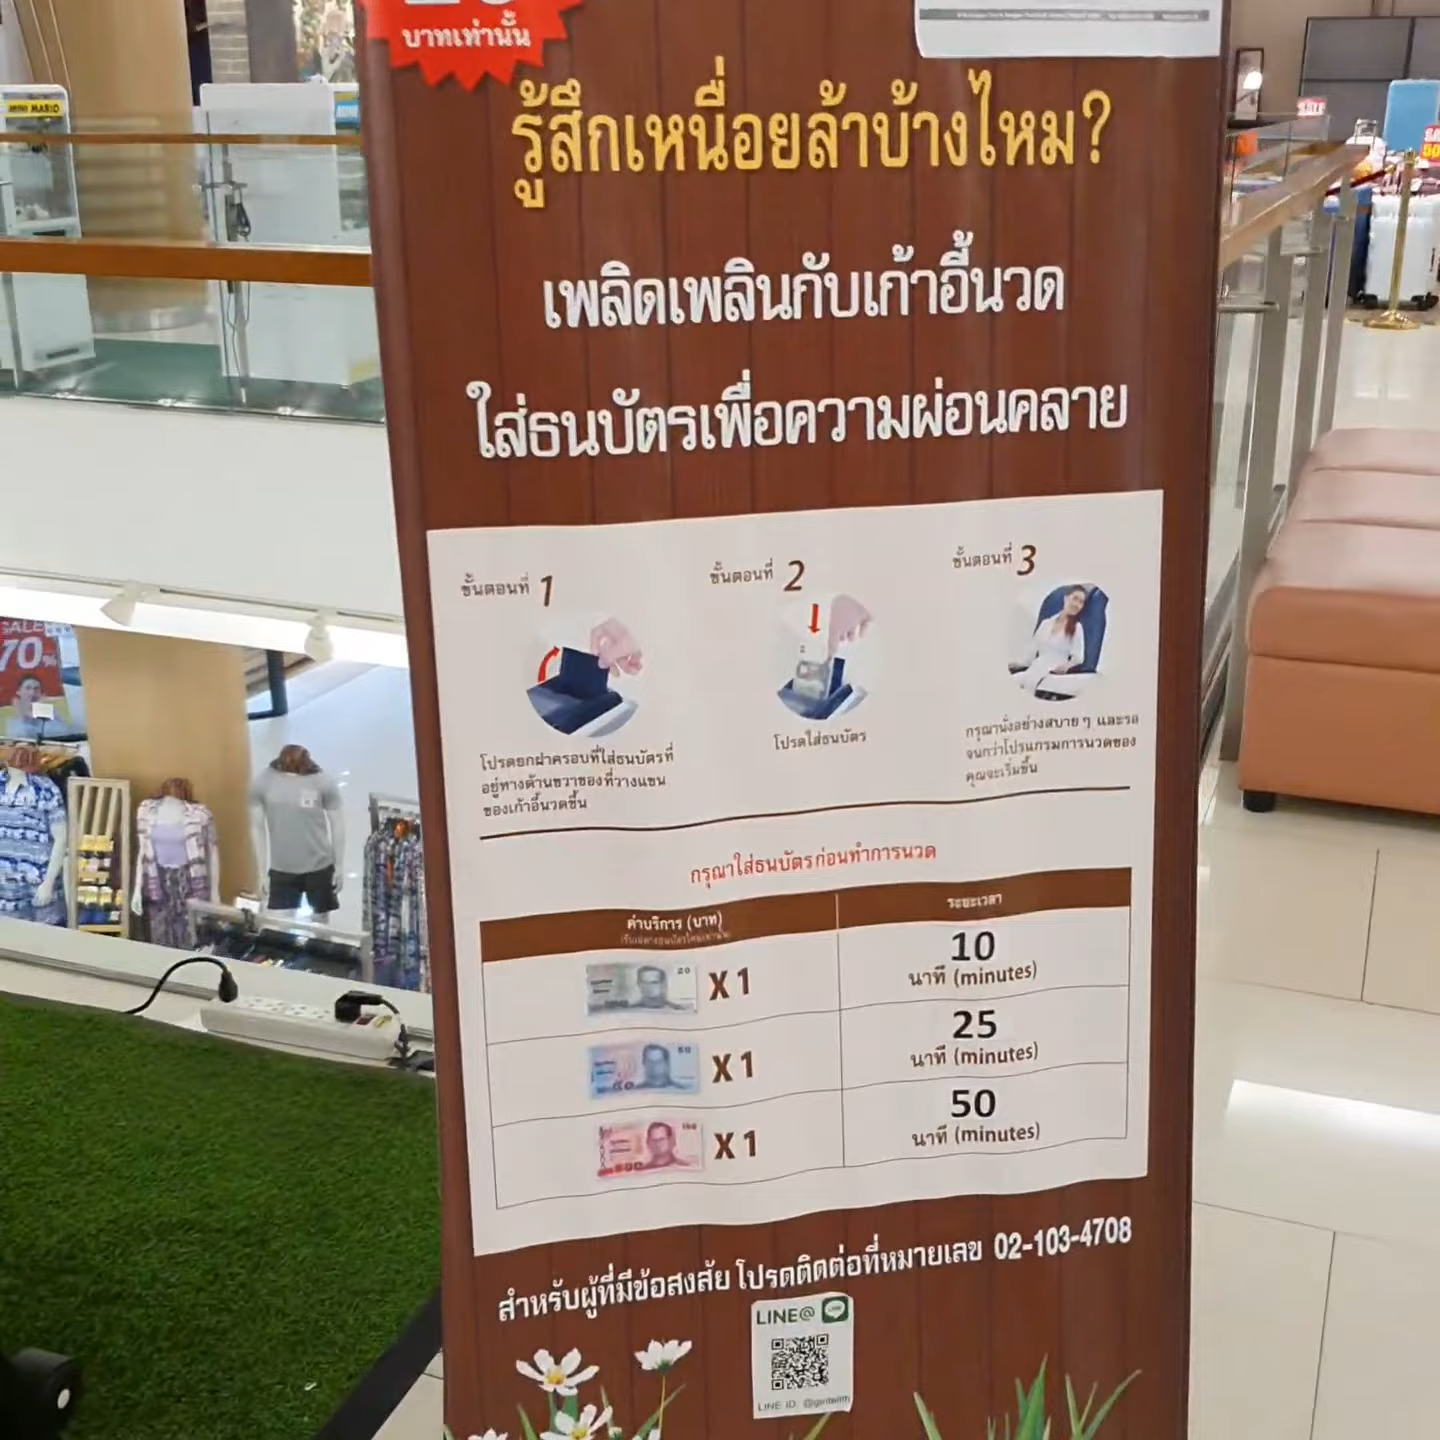 บาทเท่านั้น
รู้สึกเหนื่อยล้าบ้างไหม?
เพลิดเพลินกับเก้าอี้นวด
ใส่ธนบัตรเพื่อความผ่อนคลาย
ขั้นตอนที่ 1
ขั้นตอนที่ 2
ขั้นตอนที่ 3
โปรดยกฝาครอบที่ใส่ธนบัตรที่
อยู่ทางด้านขวาของที่วางแขน
ของเก้าอี้นวดขึ้น
โปรดใส่ธนบัตร
กรุณานั่งอย่างสบาย ๆ และรอ
จนกว่าโปรแกรมการนวดของ
คุณจะเริ่มขึ้น
กรุณาใส่ธนบัตรก่อนทำการนวด
ค่าบริการ (บาท)
ระยะเวลา
20
X 1
10
นาที (minutes)
50
X 1
25
นาที (minutes)
100
X 1
50
นาที (minutes)
สำหรับผู้ที่มีข้อสงสัย โปรดติดต่อที่หมายเลข 02-103-4708
LINE@
LINE ID:
SALE
70%
SALE